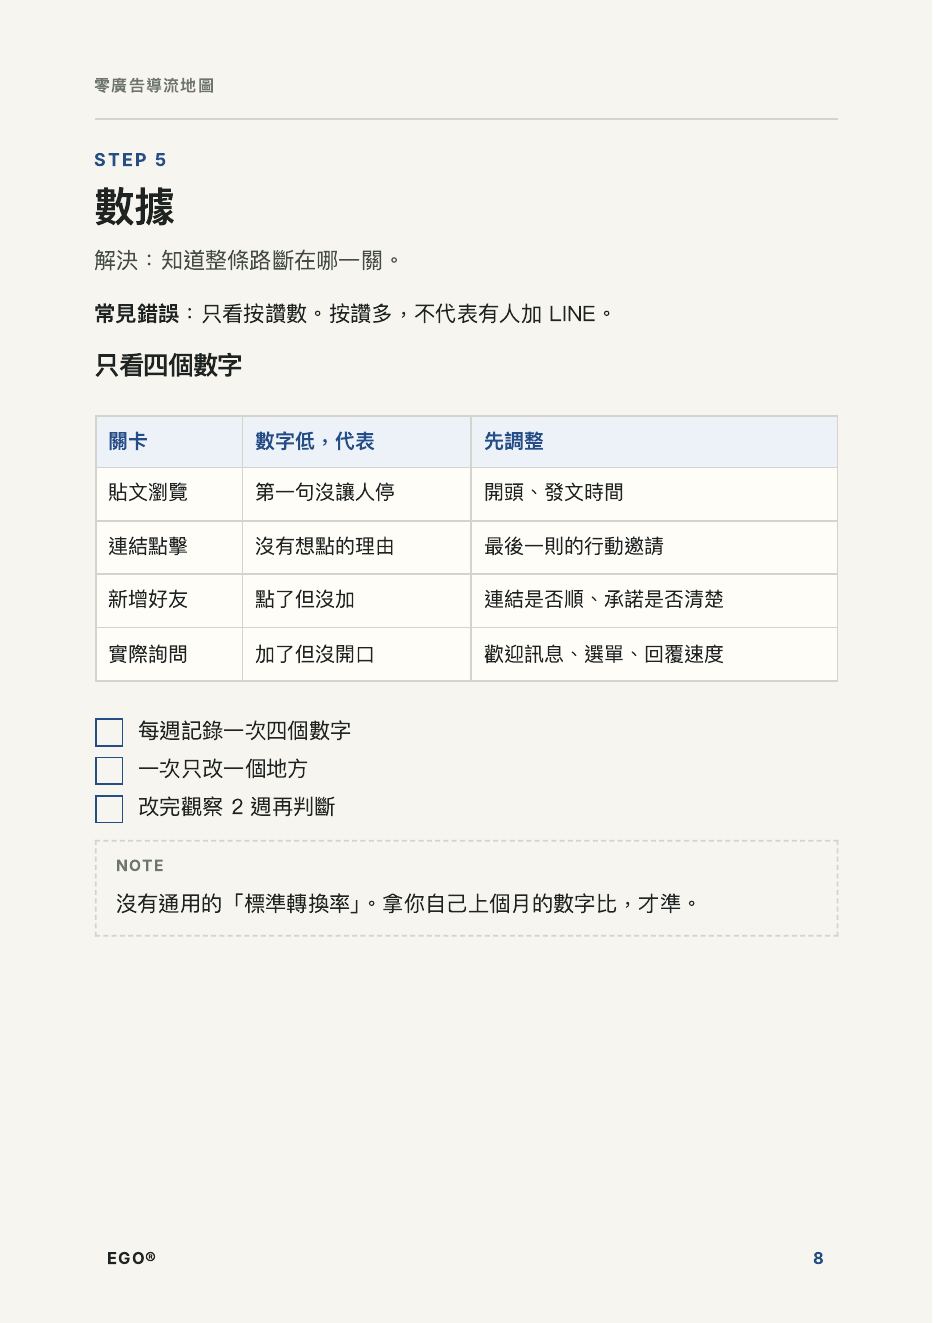 零廣告導流地圖
STEP 5
數據
解決：知道整條路斷在哪一關。
常見錯誤：只看按讚數。按讚多，不代表有人加 LINE。
只看四個數字
關卡 數字低，代表 先調整
貼文瀏覽 第一句沒讓人停 開頭、發文時間
連結點擊 沒有想點的理由 最後一則的行動邀請
新增好友 點了但沒加 連結是否順、承諾是否清楚
實際詢問 加了但沒開口 歡迎訊息、選單、回覆速度
每週記錄一次四個數字
一次只改一個地方
改完觀察 2 週再判斷
NOTE
沒有通用的「標準轉換率」。拿你自己上個月的數字比，才準。
EGO® 8